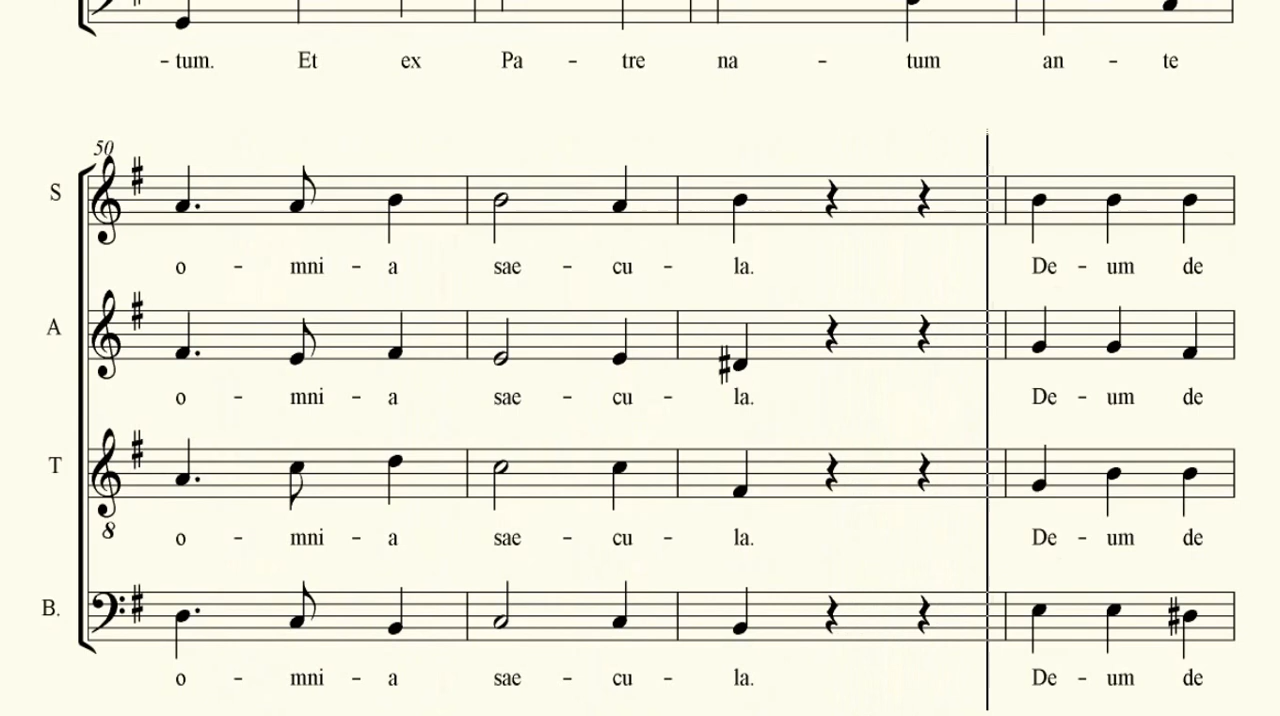 - tum. Et ex Pa - tre na - tum an - te
50
S
o - mni - a sae - cu - la. De - um de
A
o - mni - a sae - cu - la. De - um de
T
8
o - mni - a sae - cu - la. De - um de
B.
o - mni - a sae - cu - la. De - um de